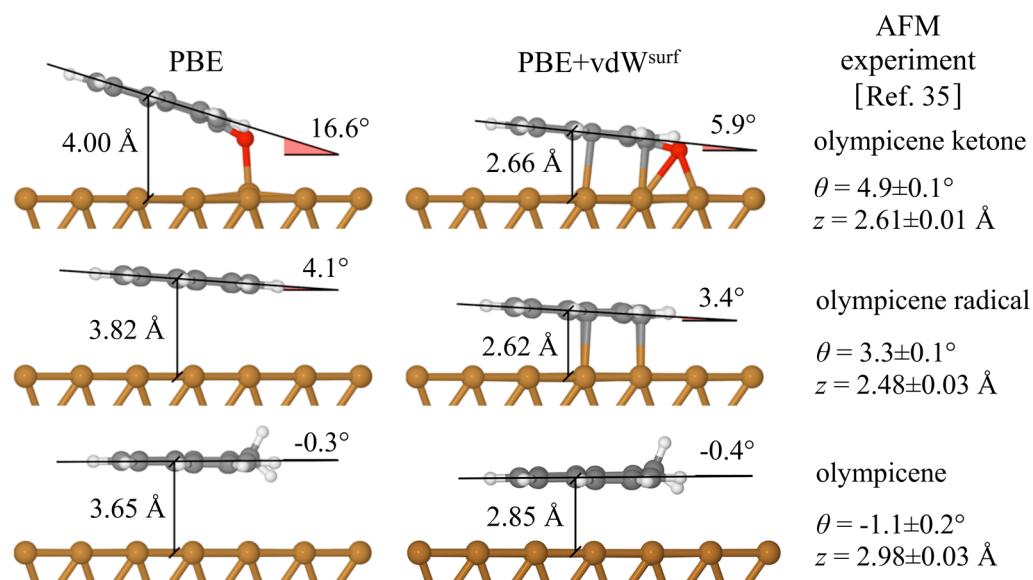 PBE
PBE+vdWsurf
AFM
experiment
[Ref. 35]
16.6°
4.00 Å
5.9°
2.66 Å
olympicene ketone
θ = 4.9±0.1°
z = 2.61±0.01 Å
4.1°
3.82 Å
3.4°
2.62 Å
olympicene radical
θ = 3.3±0.1°
z = 2.48±0.03 Å
-0.3°
3.65 Å
-0.4°
2.85 Å
olympicene
θ = -1.1±0.2°
z = 2.98±0.03 Å